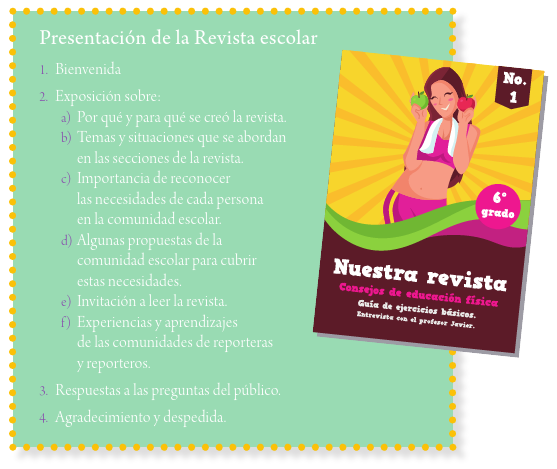 Presentación de la Revista escolar
1. Bienvenida
2. Exposición sobre:
a) Por qué y para qué se creó la revista.
b) Temas y situaciones que se abordan
en las secciones de la revista.
c) Importancia de reconocer
las necesidades de cada persona
en la comunidad escolar.
d) Algunas propuestas de la
comunidad escolar para cubrir
estas necesidades.
e) Invitación a leer la revista.
f) Experiencias y aprendizajes
de las comunidades de reporteras
y reporteros.
3. Respuestas a las preguntas del público.
4. Agradecimiento y despedida.
No.
1
6°
grado
Nuestra revista
Consejos de educación física
Guía de ejercicios básicos.
Entrevista con el profesor Javier.